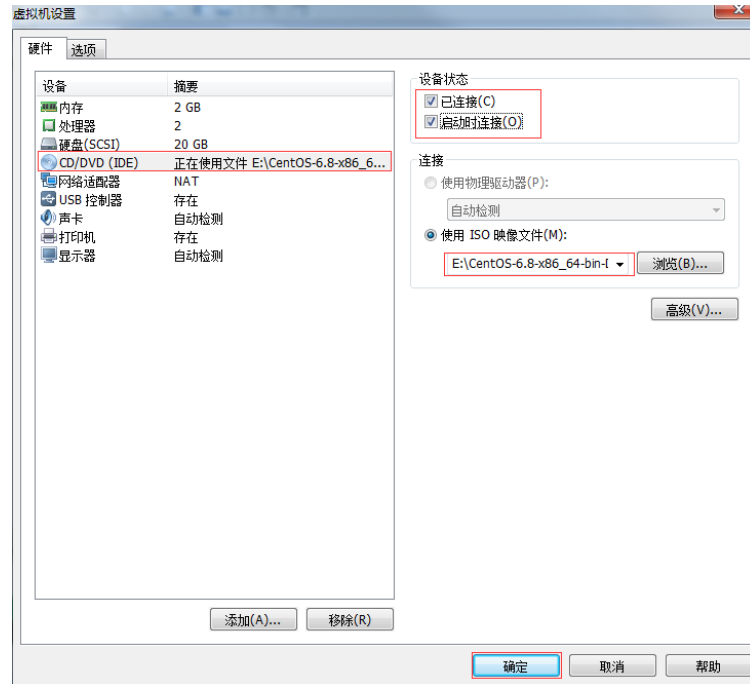 虚拟机设置
硬件 选项
设备 摘要
内存 2 GB
处理器 2
硬盘(SCSI) 20 GB
CD/DVD (IDE) 正在使用文件 E:\CentOS-6.8-x86_6...
网络适配器 NAT
USB 控制器 存在
声卡 自动检测
打印机 存在
显示器 自动检测
添加(A)... 移除(R)
设备状态
已连接(C)
启动时连接(O)
连接
使用物理驱动器(P):
自动检测
使用 ISO 映像文件(M):
E:\CentOS-6.8-x86_64-bin-[ 浏览(B)...
高级(V)...
确定 取消 帮助